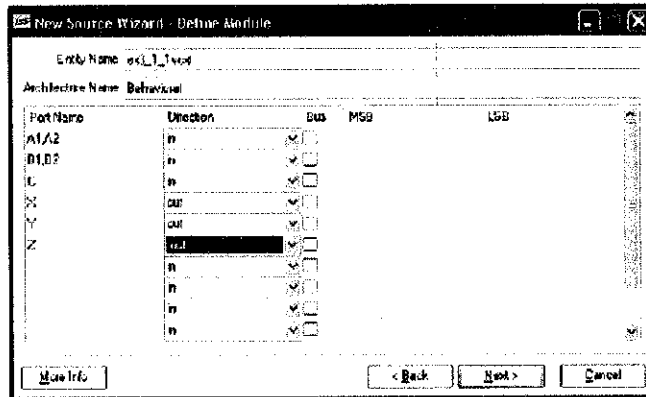 New Source Wizard - Define Module
Entity Name
Architecture Name Behavioral
Port Name Direction Bus MSB LSB
A1,A2 in
B1,B2 in
C in
X out
Y out
Z out
in
in
in
in
More Info < Back Next > Cancel